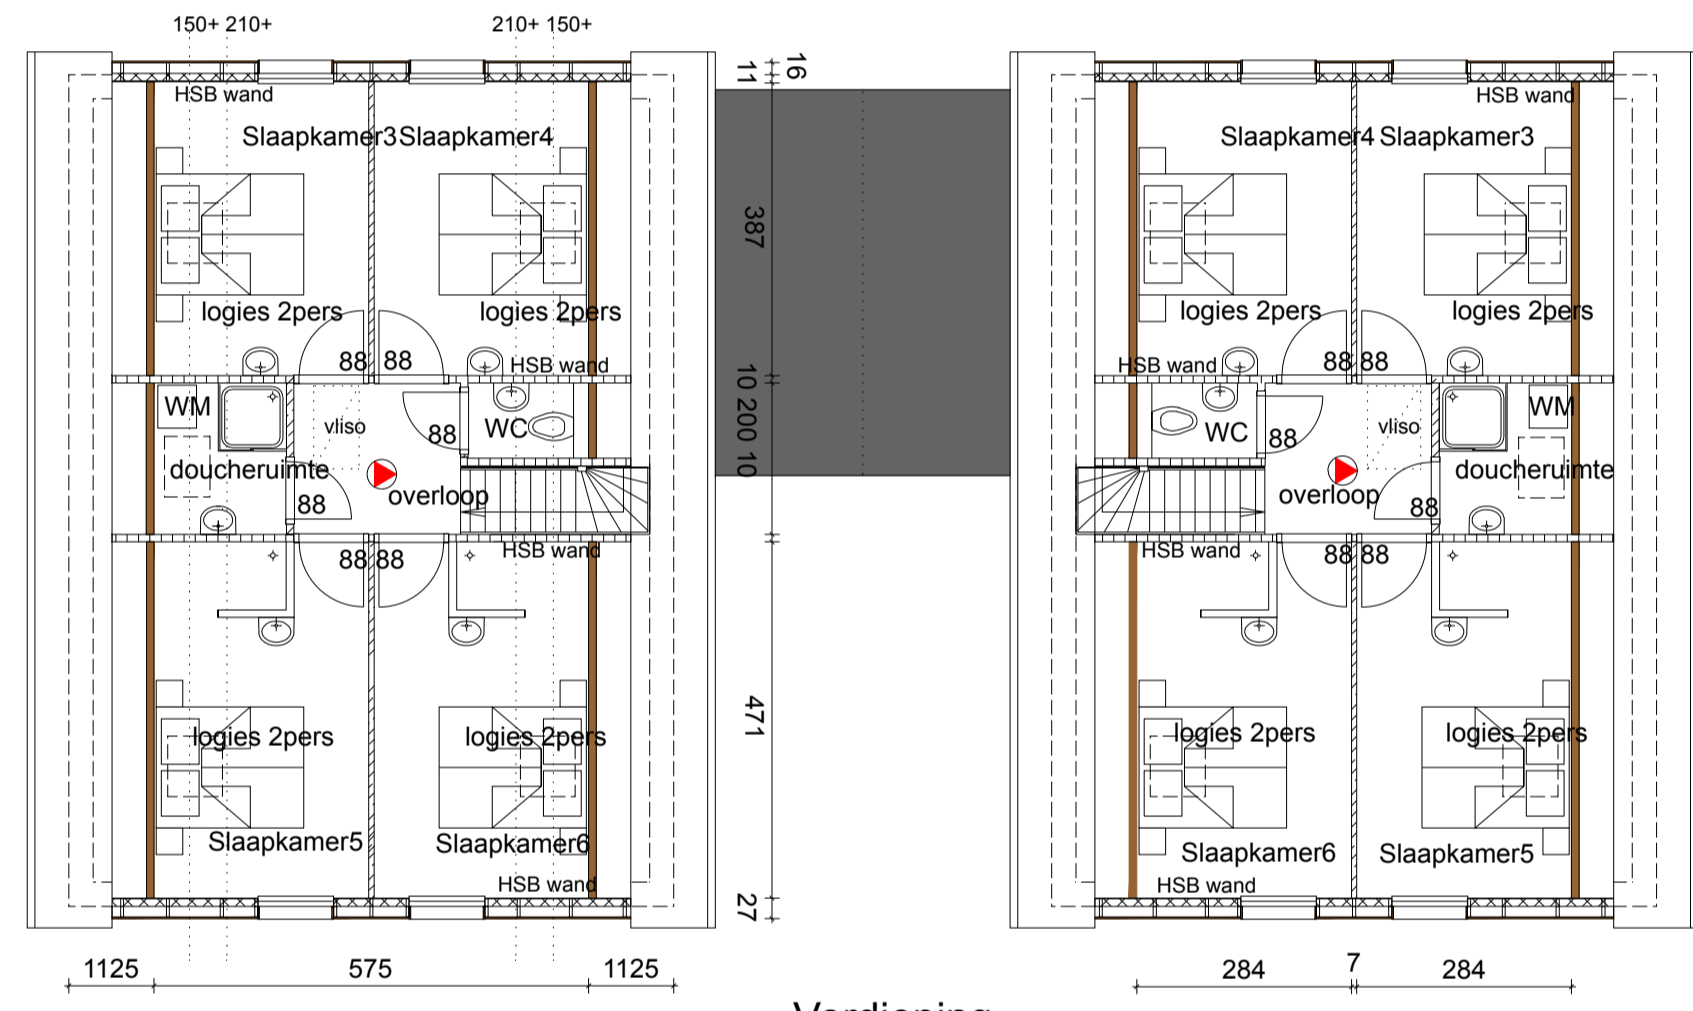 150+ 210+ 210+ 150+
16
11
HSB wand HSB wand
Slaapkamer3 Slaapkamer4 Slaapkamer4 Slaapkamer3
387
logies 2pers logies 2pers logies 2pers logies 2pers
88 88 HSB wand HSB wand 88 88
10
WM vliso 88 WC WC 88 vliso WM
200
doucheruimte overloop overloop doucheruimte
10
88 88
88 88 HSB wand HSB wand 88 88
471
logies 2pers logies 2pers logies 2pers logies 2pers
Slaapkamer5 Slaapkamer6 Slaapkamer6 Slaapkamer5
HSB wand HSB wand
27
1125 575 1125 284 7 284
Verdieping